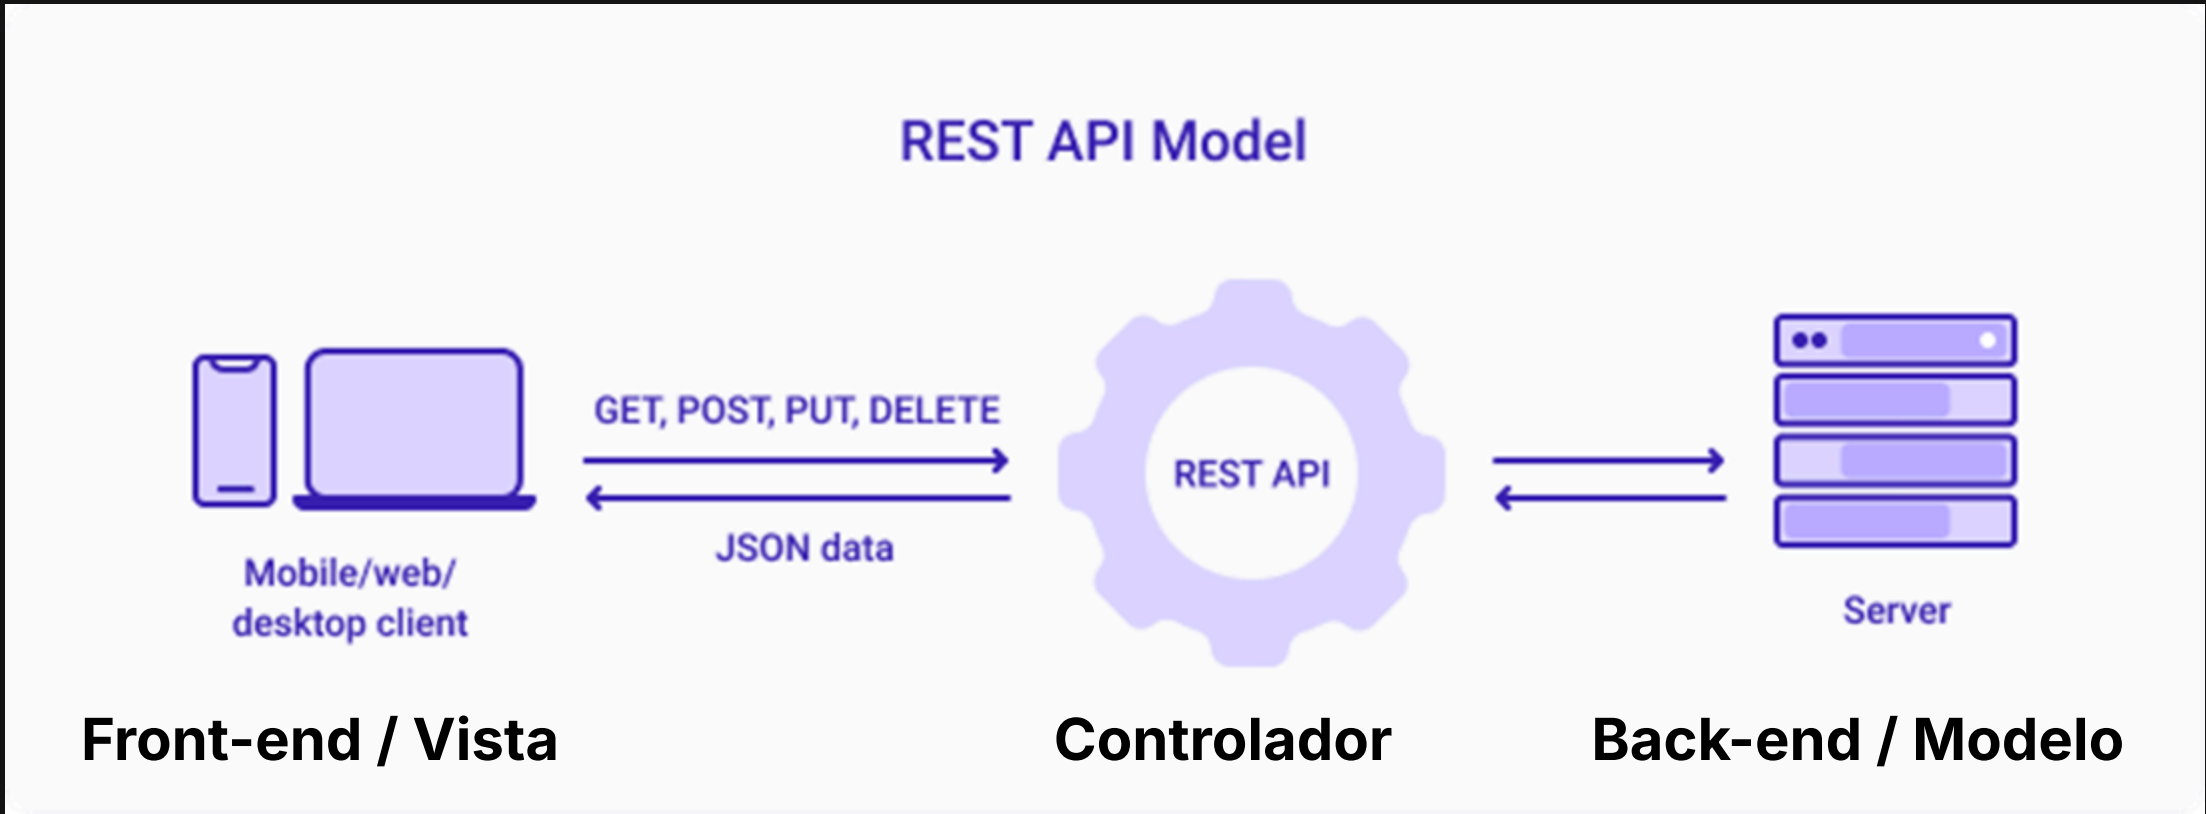 REST API Model
GET, POST, PUT, DELETE
REST API
JSON data
Mobile/web/
desktop client
Server
Front-end / Vista
Controlador
Back-end / Modelo